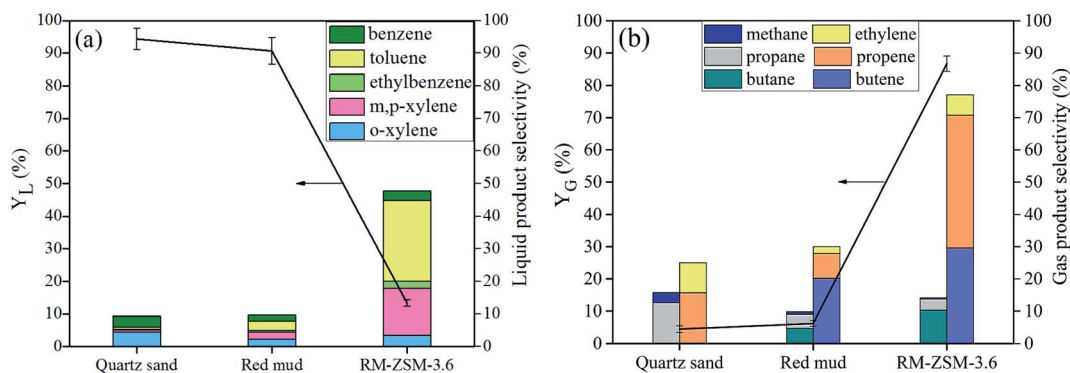 (a)
benzene
toluene
ethylbenzene
m,p-xylene
o-xylene
Y_L (%)
100
90
80
70
60
50
40
30
20
10
0
Liquid product selectivity (%)
100
90
80
70
60
50
40
30
20
10
0
Quartz sand Red mud RM-ZSM-3.6
(b)
methane ethylene
propane propene
butane butene
Y_G (%)
100
90
80
70
60
50
40
30
20
10
0
Gas product selectivity (%)
100
90
80
70
60
50
40
30
20
10
0
Quartz sand Red mud RM-ZSM-3.6